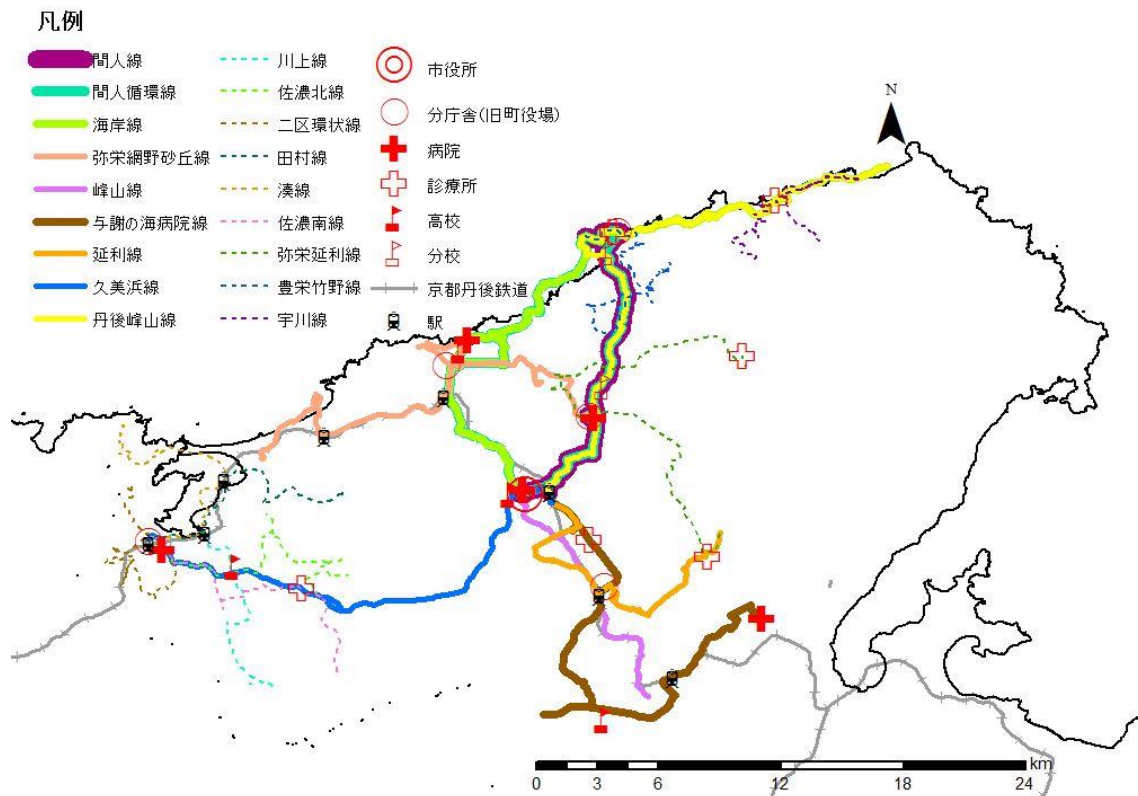 凡例
間人線
間人循環線
海岸線
弥栄網野砂丘線
峰山線
与謝の海病院線
延利線
久美浜線
丹後峰山線
川上線
佐濃北線
二区環状線
田村線
湊線
佐濃南線
弥栄延利線
豊栄竹野線
宇川線
市役所
分庁舎(旧町役場)
病院
診療所
高校
分校
京都丹後鉄道
駅
N
km
0 3 6 12 18 24